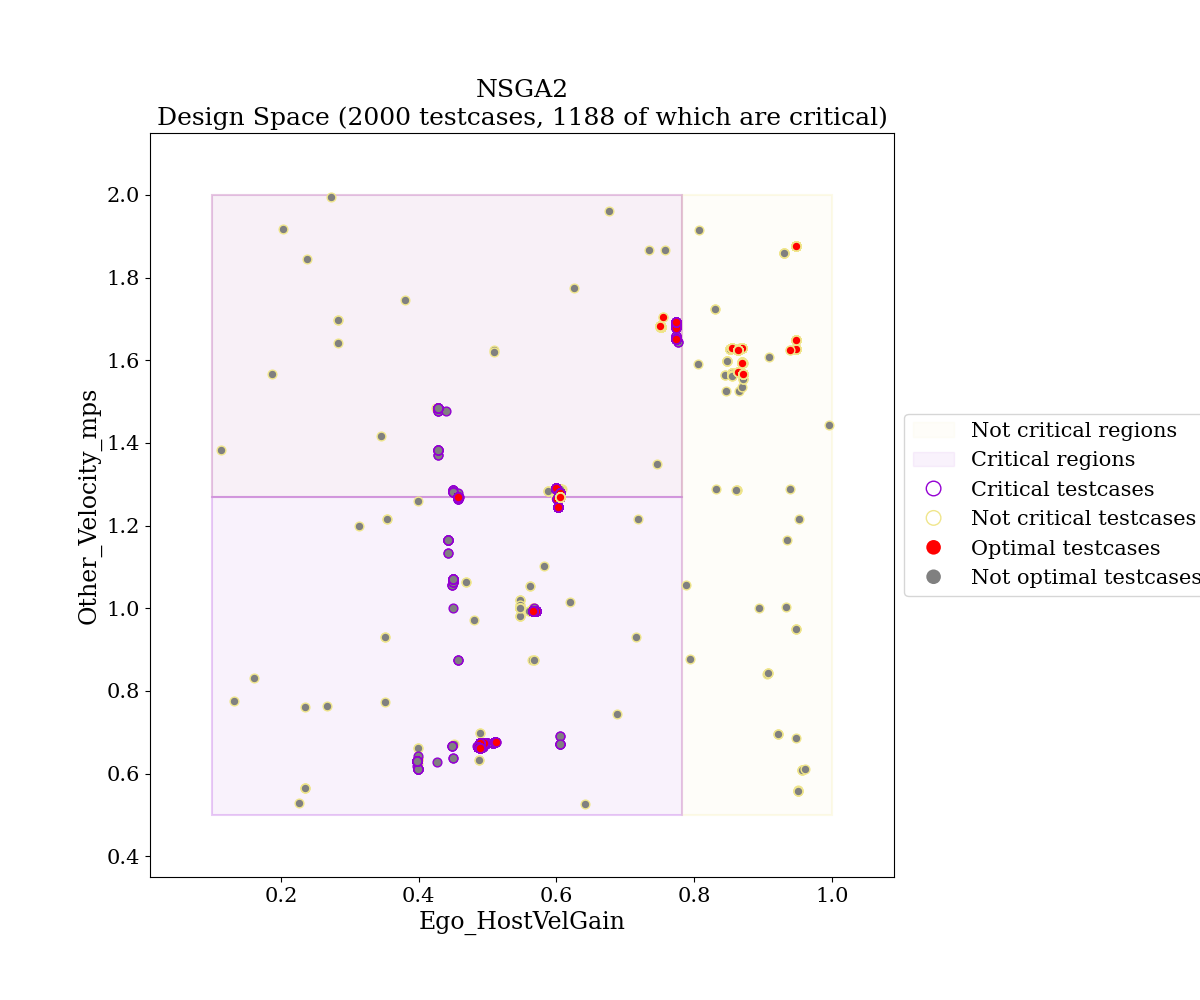 NSGA2
Design Space (2000 testcases, 1188 of which are critical)
2.0
1.8
1.6
1.4
1.2
1.0
0.8
0.6
0.4
Other_Velocity_mps
0.2
0.4
0.6
0.8
1.0
Ego_HostVelGain
Not critical regions
Critical regions
Critical testcases
Not critical testcases
Optimal testcases
Not optimal testcases